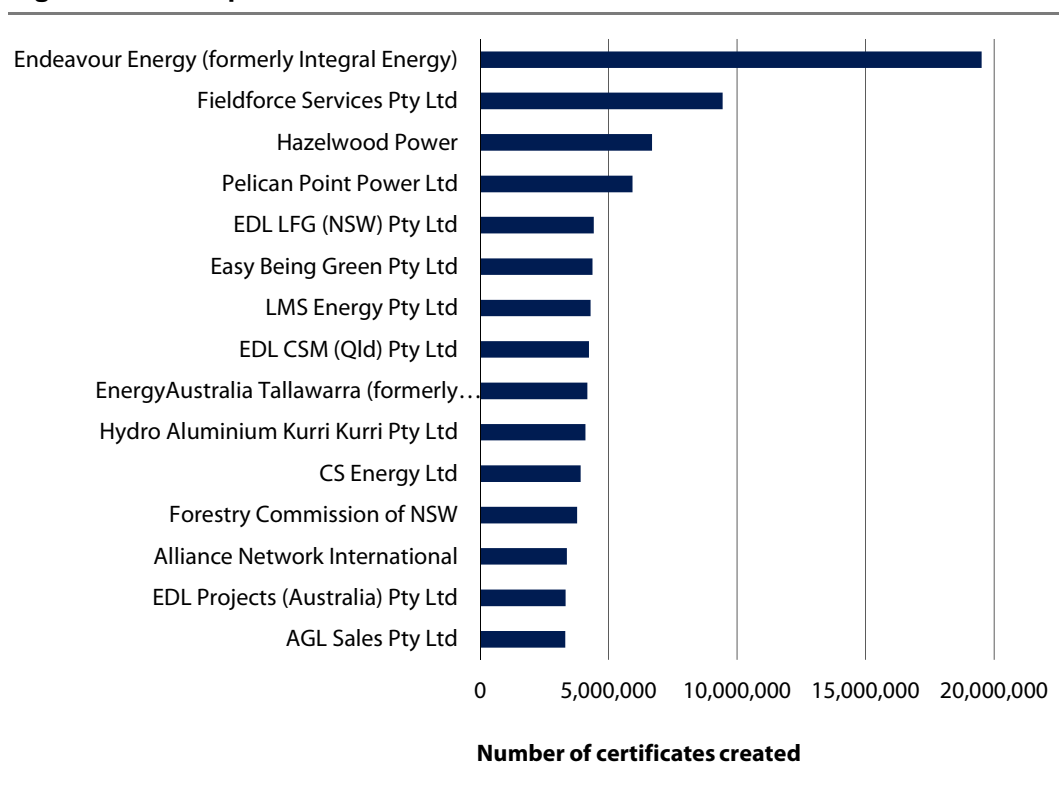 Endeavour Energy (formerly Integral Energy)
Fieldforce Services Pty Ltd
Hazelwood Power
Pelican Point Power Ltd
EDL LFG (NSW) Pty Ltd
Easy Being Green Pty Ltd
LMS Energy Pty Ltd
EDL CSM (Qld) Pty Ltd
EnergyAustralia Tallawarra (formerly…
Hydro Aluminium Kurri Kurri Pty Ltd
CS Energy Ltd
Forestry Commission of NSW
Alliance Network International
EDL Projects (Australia) Pty Ltd
AGL Sales Pty Ltd
0 5,000,000 10,000,000 15,000,000 20,000,000
Number of certificates created